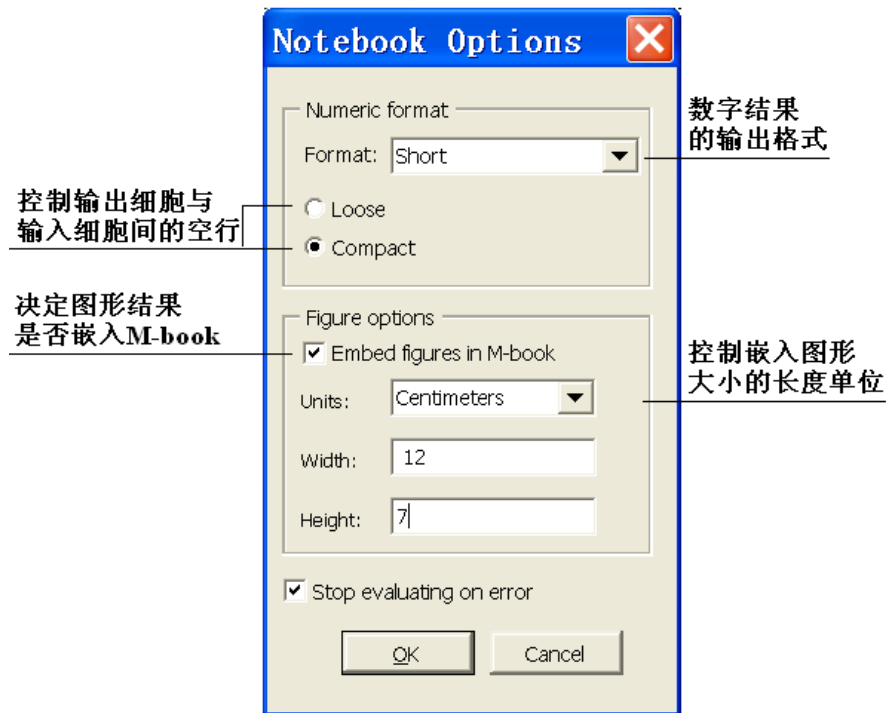 Notebook Options
Numeric format
数字结果
的输出格式
Format: Short
控制输出细胞与
输入细胞间的空行
Loose
Compact
决定图形结果
是否嵌入M-book
Figure options
Embed figures in M-book
控制嵌入图形
大小的长度单位
Units: Centimeters
Width: 12
Height: 7
Stop evaluating on error
OK
Cancel